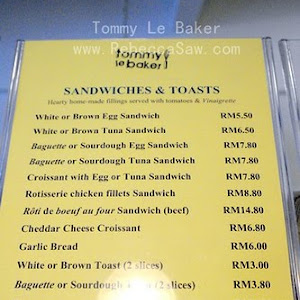 Tommy Le Baker
www.RebeccaSaw.com
tommy
le baker
SANDWICHES & TOASTS
Hearty home-made fillings served with tomatoes & Vinaigrette
White or Brown Egg Sandwich RM5.50
White or Brown Tuna Sandwich RM6.50
Baguette or Sourdough Egg Sandwich RM7.80
Baguette or Sourdough Tuna Sandwich RM7.80
Croissant with Egg or Tuna Sandwich RM7.80
Rotisserie chicken fillets Sandwich RM8.80
Rôti de boeuf au four Sandwich (beef) RM14.80
Cheddar Cheese Croissant RM6.80
Garlic Bread RM6.00
White or Brown Toast (2 slices) RM3.00
Baguette or Sourdough (2 slices) RM3.80